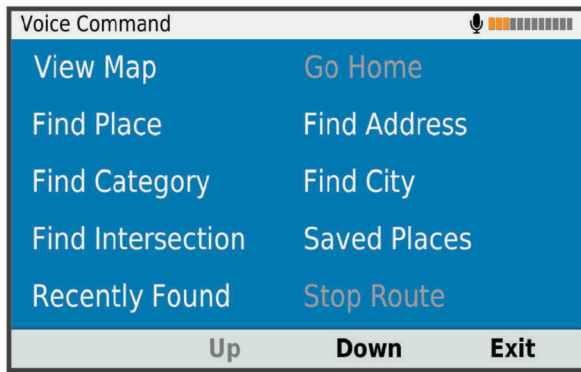 Voice Command
View Map Go Home
Find Place Find Address
Find Category Find City
Find Intersection Saved Places
Recently Found Stop Route
Up Down Exit